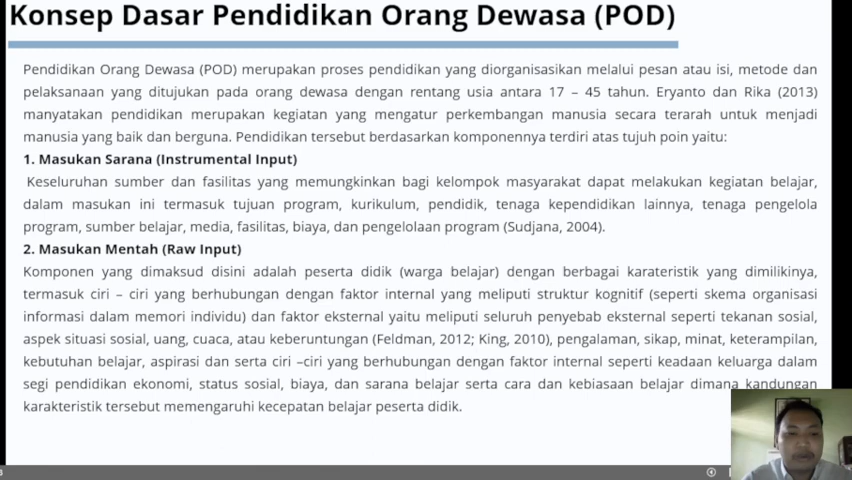 Konsep Dasar Pendidikan Orang Dewasa (POD)
Pendidikan Orang Dewasa (POD) merupakan proses pendidikan yang diorganisasikan melalui pesan atau isi, metode dan
pelaksanaan yang ditujukan pada orang dewasa dengan rentang usia antara 17 – 45 tahun. Eryanto dan Rika (2013)
manyatakan pendidikan merupakan kegiatan yang mengatur perkembangan manusia secara terarah untuk menjadi
manusia yang baik dan berguna. Pendidikan tersebut berdasarkan komponennya terdiri atas tujuh poin yaitu:
1. Masukan Sarana (Instrumental Input)
Keseluruhan sumber dan fasilitas yang memungkinkan bagi kelompok masyarakat dapat melakukan kegiatan belajar,
dalam masukan ini termasuk tujuan program, kurikulum, pendidik, tenaga kependidikan lainnya, tenaga pengelola
program, sumber belajar, media, fasilitas, biaya, dan pengelolaan program (Sudjana, 2004).
2. Masukan Mentah (Raw Input)
Komponen yang dimaksud disini adalah peserta didik (warga belajar) dengan berbagai karateristik yang dimilikinya,
termasuk ciri – ciri yang berhubungan dengan faktor internal yang meliputi struktur kognitif (seperti skema organisasi
informasi dalam memori individu) dan faktor eksternal yaitu meliputi seluruh penyebab eksternal seperti tekanan sosial,
aspek situasi sosial, uang, cuaca, atau keberuntungan (Feldman, 2012; King, 2010), pengalaman, sikap, minat, keterampilan,
kebutuhan belajar, aspirasi dan serta ciri –ciri yang berhubungan dengan faktor internal seperti keadaan keluarga dalam
segi pendidikan ekonomi, status sosial, biaya, dan sarana belajar serta cara dan kebiasaan belajar dimana kandungan
karakteristik tersebut memengaruhi kecepatan belajar peserta didik.